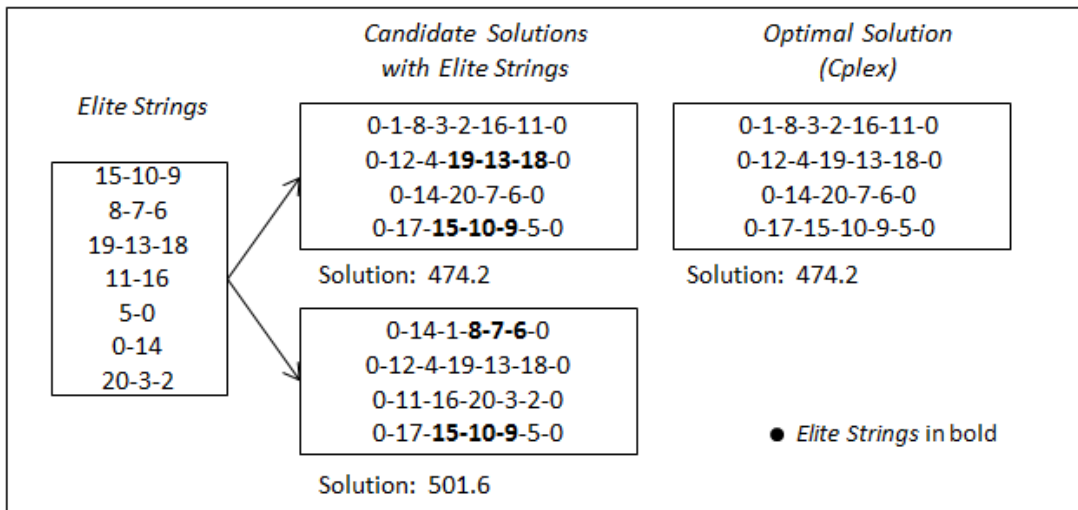 Elite Strings
15-10-9
8-7-6
19-13-18
11-16
5-0
0-14
20-3-2
Candidate Solutions
with Elite Strings
0-1-8-3-2-16-11-0
0-12-4-19-13-18-0
0-14-20-7-6-0
0-17-15-10-9-5-0
Solution: 474.2
0-14-1-8-7-6-0
0-12-4-19-13-18-0
0-11-16-20-3-2-0
0-17-15-10-9-5-0
Solution: 501.6
Optimal Solution
(Cplex)
0-1-8-3-2-16-11-0
0-12-4-19-13-18-0
0-14-20-7-6-0
0-17-15-10-9-5-0
Solution: 474.2
● Elite Strings in bold